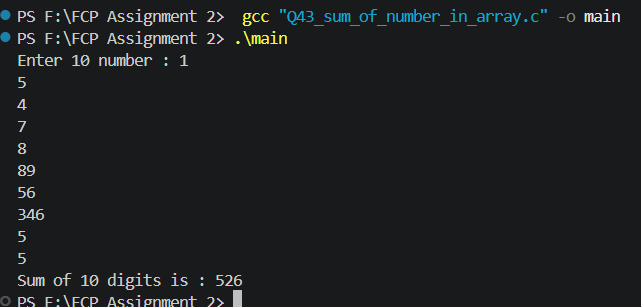 PS F:\FCP Assignment 2>  gcc "Q43_sum_of_number_in_array.c" -o main
PS F:\FCP Assignment 2> .\main
Enter 10 number : 1
5
4
7
8
89
56
346
5
5
Sum of 10 digits is : 526
PS F:\FCP Assignment 2>